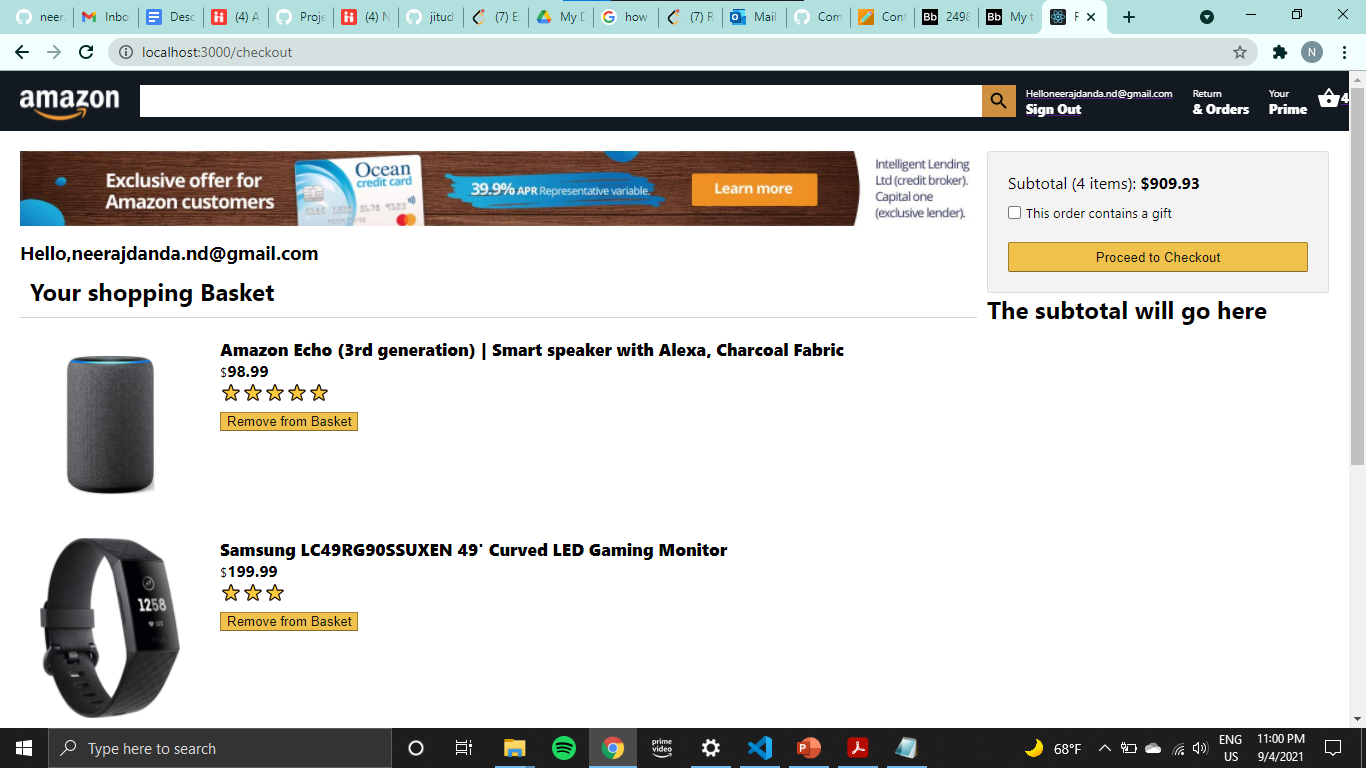 neera
Inbo
Desc
(4) A
Proje
(4) N
jitud
(7) E
My D
how
(7) R
Mail
Com
Cont
2498
My t
localhost:3000/checkout
N
amazon
Helloneerajdanda.nd@gmail.com
Sign Out
Return
& Orders
Your
Prime
4
Exclusive offer for
Amazon customers
Ocean
credit card
39.9% APR Representative variable.
Learn more
Intelligent Lending
Ltd (credit broker).
Capital one
(exclusive lender).
Subtotal (4 items): $909.93
This order contains a gift
Proceed to Checkout
Hello,neerajdanda.nd@gmail.com
Your shopping Basket
The subtotal will go here
Amazon Echo (3rd generation) | Smart speaker with Alexa, Charcoal Fabric
$98.99
Remove from Basket
Samsung LC49RG90SSUXEN 49' Curved LED Gaming Monitor
$199.99
Remove from Basket
1258
Type here to search
prime
video
68°F
ENG
US
11:00 PM
9/4/2021